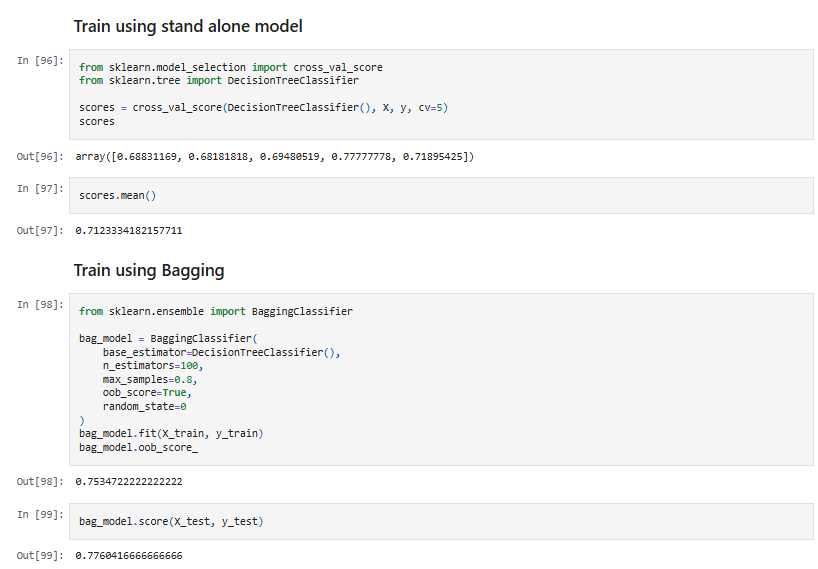 Train using stand alone model
In [96]:
from sklearn.model_selection import cross_val_score
from sklearn.tree import DecisionTreeClassifier
scores = cross_val_score(DecisionTreeClassifier(), X, y, cv=5)
scores
Out[96]: array([0.68831169, 0.68181818, 0.69480519, 0.77777778, 0.71895425])
In [97]:
scores.mean()
Out[97]: 0.7123334182157711
Train using Bagging
In [98]:
from sklearn.ensemble import BaggingClassifier
bag_model = BaggingClassifier(
    base_estimator=DecisionTreeClassifier(),
    n_estimators=100,
    max_samples=0.8,
    oob_score=True,
    random_state=0
)
bag_model.fit(X_train, y_train)
bag_model.oob_score_
Out[98]: 0.7534722222222222
In [99]:
bag_model.score(X_test, y_test)
Out[99]: 0.7760416666666666